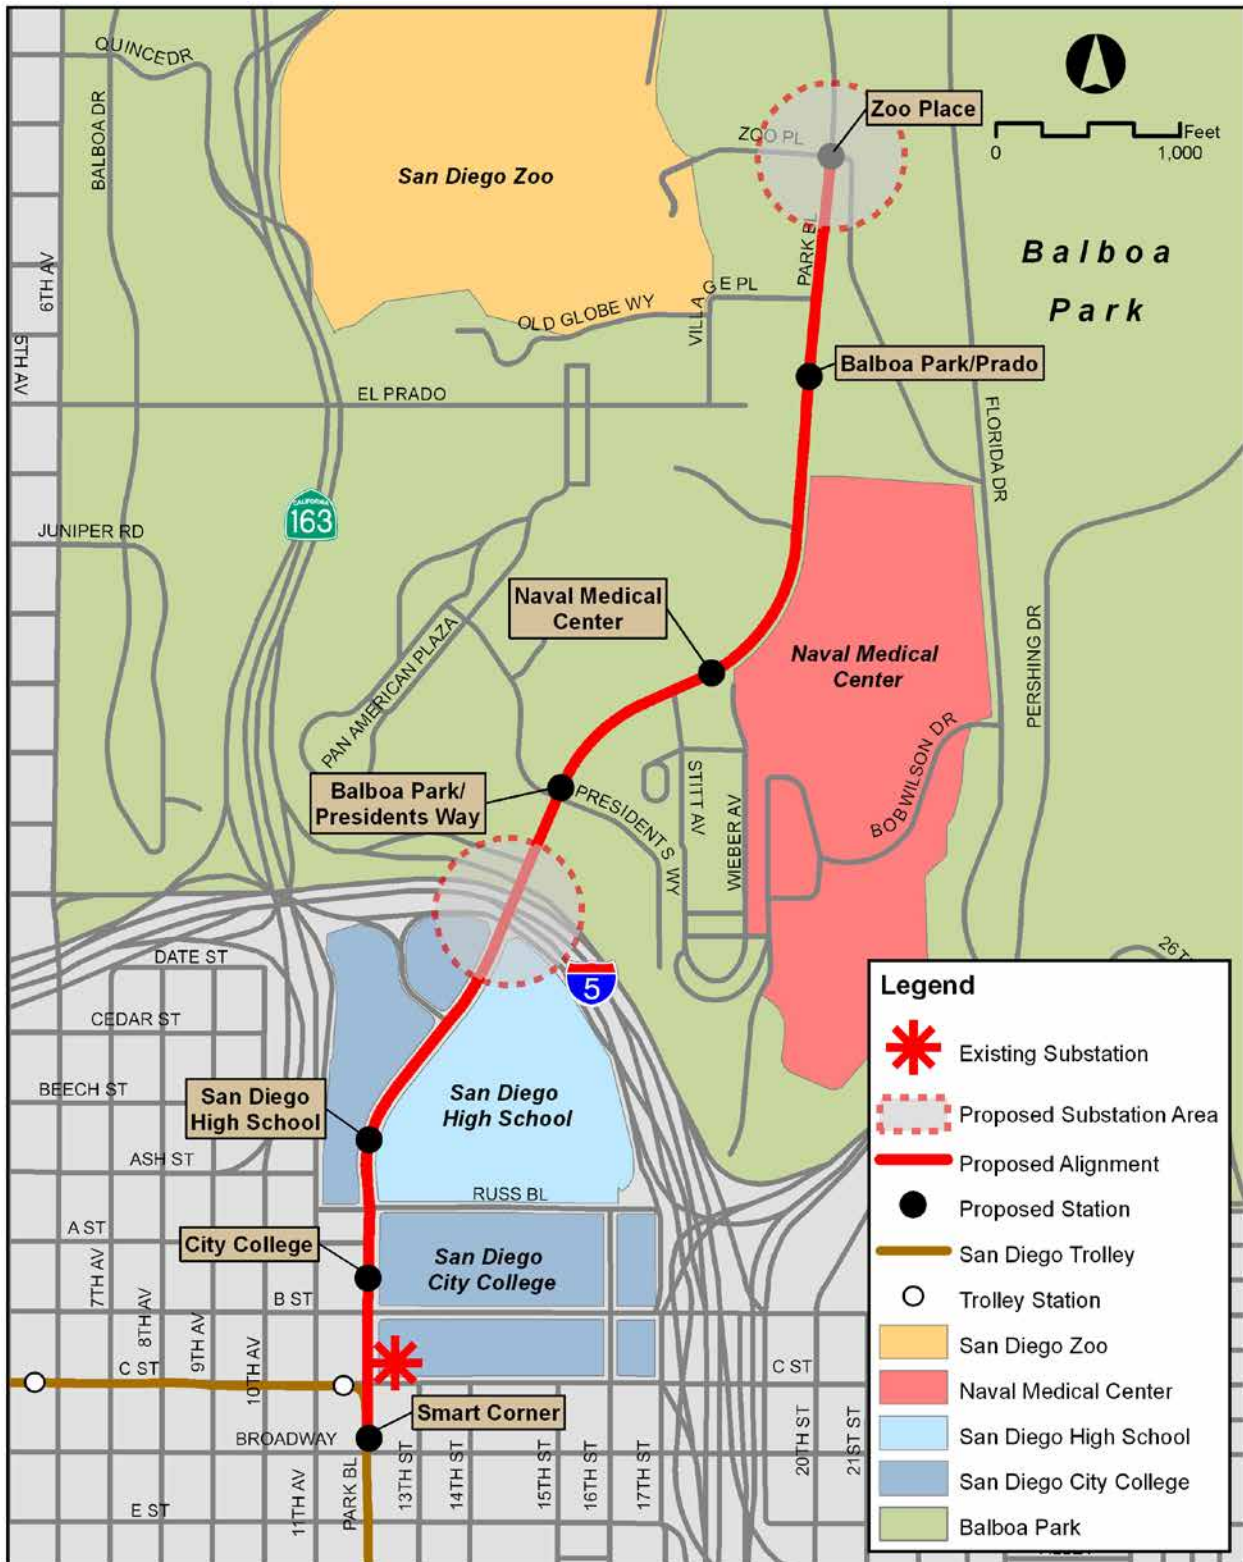 QUINCEDR
BALBOA DR
6TH AV
5TH AV
San Diego Zoo
ZOO PL
Zoo Place
Feet
0
1,000
PARK BL
Balboa
Park
OLD GLOBE WY
VILLAGE PL
Balboa Park/Prado
EL PRADO
FLORIDA DR
CALIFORNIA
163
JUNIPER RD
Naval Medical
Center
PAN AMERICAN PLAZA
Naval Medical
Center
PERSHING DR
BOB WILSON DR
Balboa Park/
Presidents Way
PRESIDENTS WY
STITT AV
WIEBER AV
5
DATE ST
CEDAR ST
BEECH ST
San Diego
High School
San Diego
High School
ASH ST
RUSS BL
A ST
City College
San Diego
City College
7TH AV
8TH AV
9TH AV
10TH AV
B ST
C ST
C ST
Smart Corner
BROADWAY
11TH AV
PARK BL
13TH ST
14TH ST
15TH ST
16TH ST
17TH ST
20TH ST
21ST ST
E ST
Legend
Existing Substation
Proposed Substation Area
Proposed Alignment
Proposed Station
San Diego Trolley
Trolley Station
San Diego Zoo
Naval Medical Center
San Diego High School
San Diego City College
Balboa Park